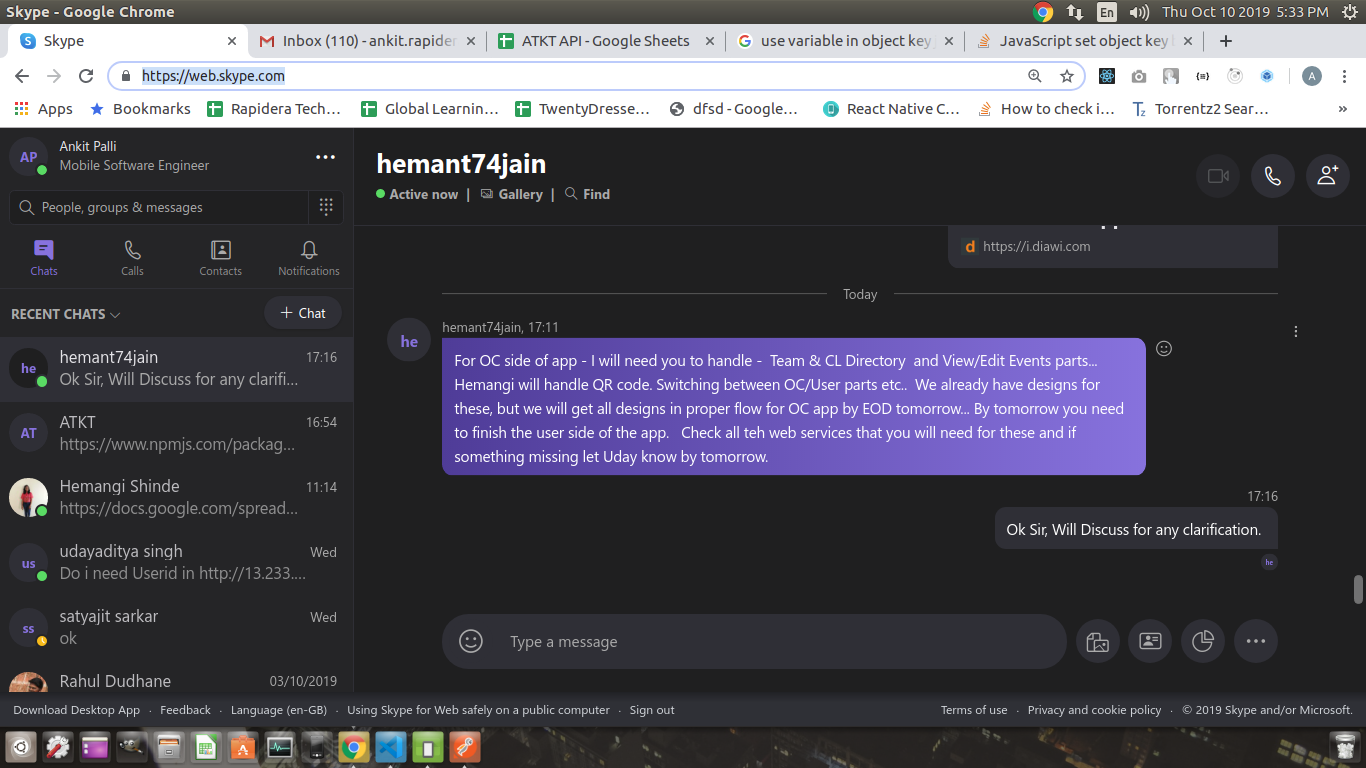 Skype - Google Chrome
En
Thu Oct 10 2019 5:33 PM
Skype
Inbox (110) - ankit.rapider
ATKT API - Google Sheets
use variable in object key
JavaScript set object key
https://web.skype.com
A
Apps
Bookmarks
Rapidera Tech...
Global Learnin...
TwentyDresse...
dfsd - Google...
React Native C...
How to check i...
Torrentz2 Sear...
»
AP
Ankit Palli
Mobile Software Engineer
People, groups & messages
Chats
Calls
Contacts
Notifications
RECENT CHATS
+ Chat
he
hemant74jain
17:16
Ok Sir, Will Discuss for any clarifi...
AT
ATKT
16:54
https://www.npmjs.com/packag...
Hemangi Shinde
11:14
https://docs.google.com/spread...
us
udayaditya singh
Wed
Do i need Userid in http://13.233....
ss
satyajit sarkar
Wed
ok
Rahul Dudhane
03/10/2019
hemant74jain
Active now | Gallery | Find
d https://i.diawi.com
Today
he
hemant74jain, 17:11
For OC side of app - I will need you to handle - Team & CL Directory and View/Edit Events parts...
Hemangi will handle QR code. Switching between OC/User parts etc.. We already have designs for
these, but we will get all designs in proper flow for OC app by EOD tomorrow... By tomorrow you need
to finish the user side of the app. Check all teh web services that you will need for these and if
something missing let Uday know by tomorrow.
17:16
Ok Sir, Will Discuss for any clarification.
he
Type a message
Download Desktop App · Feedback · Language (en-GB) · Using Skype for Web safely on a public computer · Sign out
Terms of use · Privacy and cookie policy · © 2019 Skype and/or Microsoft.